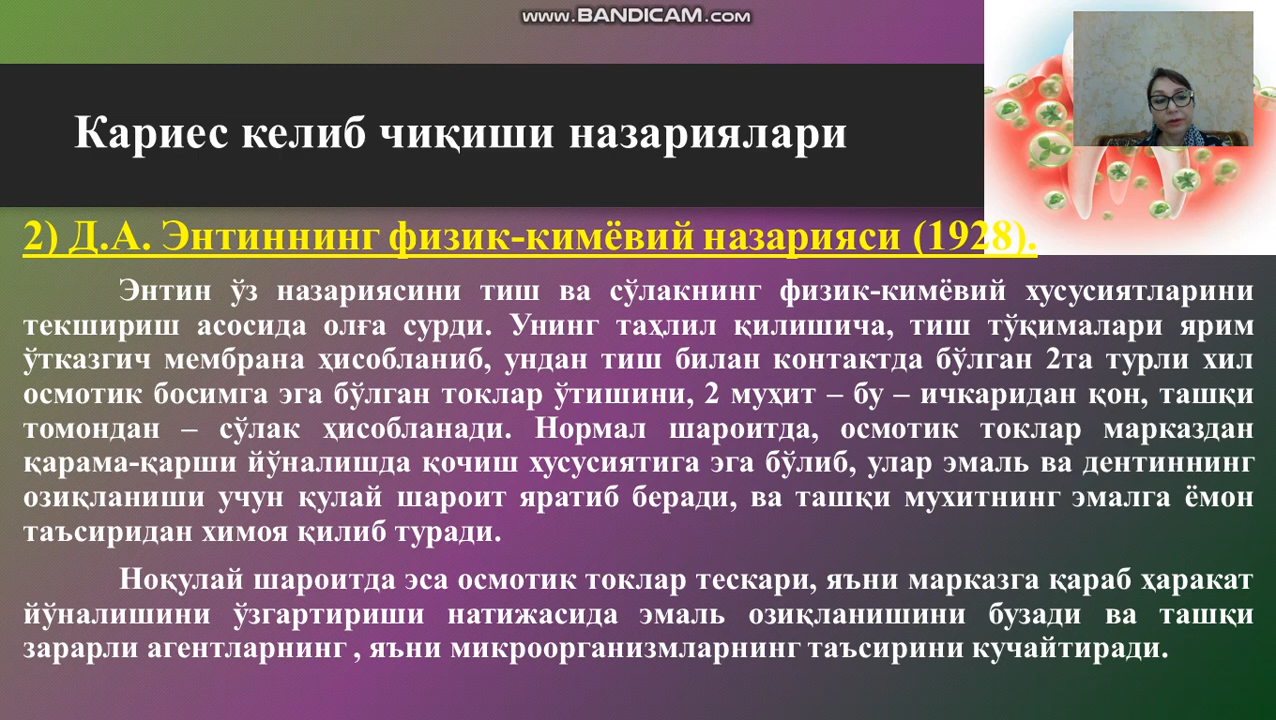 www.BANDICAM.com
Кариес келиб чиқиши назариялари
2) Д.А. Энтиннинг физик-кимёвий назарияси (1928).
Энтин ўз назариясини тиш ва сўлакнинг физик-кимёвий хусусиятларини
текшириш асосида олға сурди. Унинг таҳлил қилишича, тиш тўқималари ярим
ўтказгич мембрана ҳисобланиб, ундан тиш билан контактда бўлган 2та турли хил
осмотик босимга эга бўлган токлар ўтишини, 2 муҳит – бу – ичкаридан қон, ташқи
томондан – сўлак ҳисобланади. Нормал шароитда, осмотик токлар марказдан
қарама-қарши йўналишда қочиш хусусиятига эга бўлиб, улар эмаль ва дентиннинг
озиқланиши учун қулай шароит яратиб беради, ва ташқи мухитнинг эмалга ёмон
таъсиридан химоя қилиб туради.
Ноқулай шароитда эса осмотик токлар тескари, яъни марказга қараб ҳаракат
йўналишини ўзгартириши натижасида эмаль озиқланишини бузади ва ташқи
зарарли агентларнинг , яъни микроорганизмларнинг таъсирини кучайтиради.